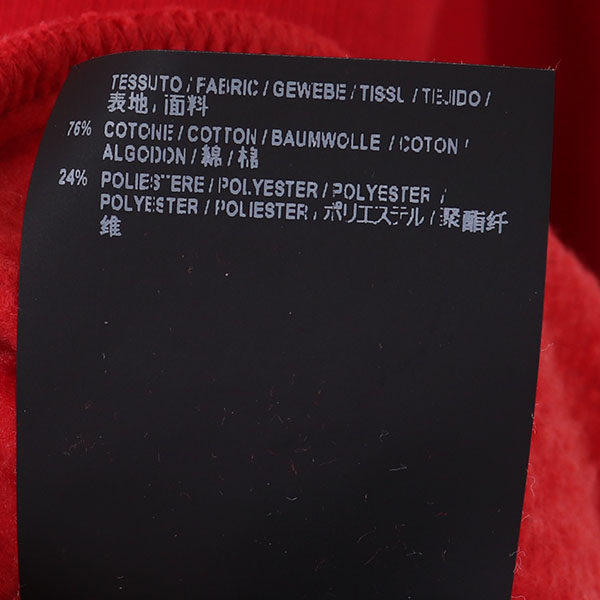 TESSUTO / FABRIC / GEWEBE / TISSU / TEJIDO /
表地 / 面料
76% COTONE / COTTON / BAUMWOLLE / COTON /
ALGODON / 綿 / 棉
24% POLIESTERE / POLYESTER / POLYESTER /
POLYESTER / POLIESTER / ポリエステル / 聚酯纤
维